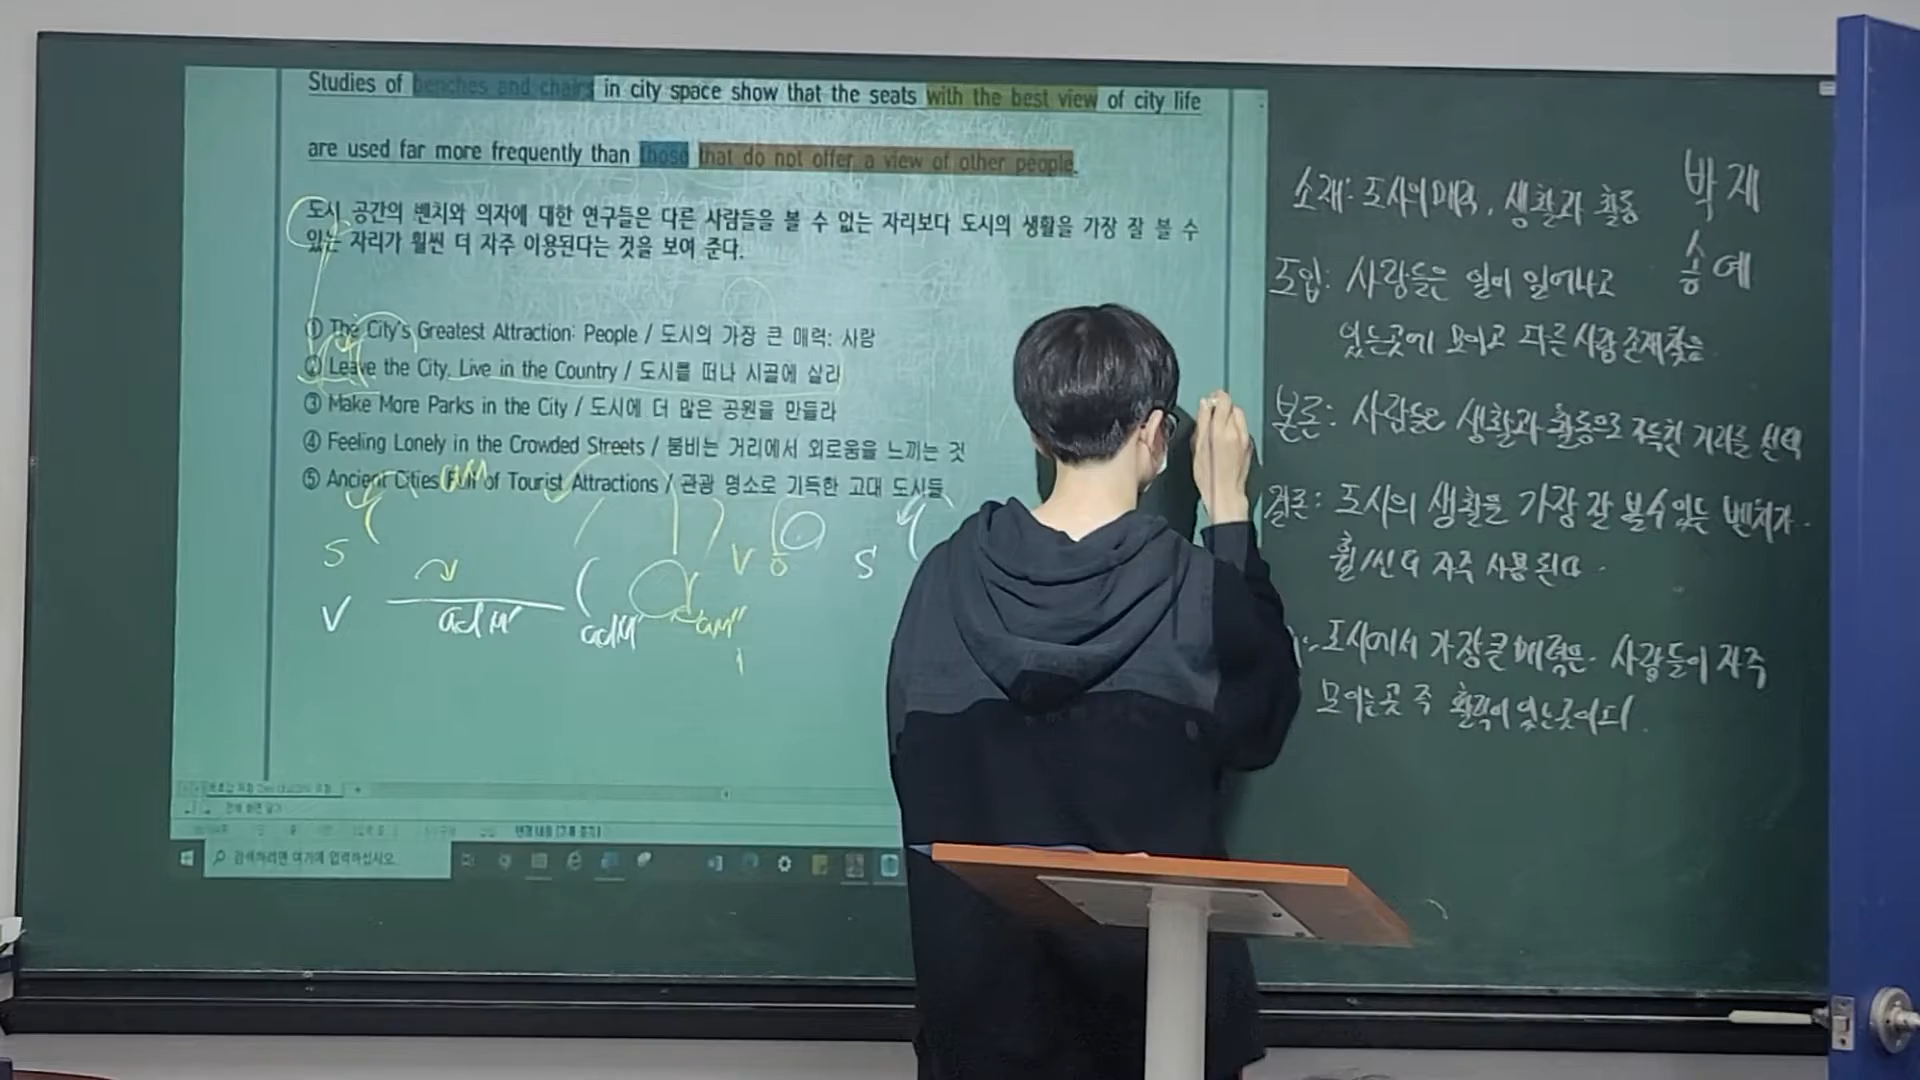 Studies of benches and chairs in city space show that the seats with the best view of city life
are used far more frequently than those that do not offer a view of other people.
도시 공간의 벤치와 의자에 대한 연구들은 다른 사람들을 볼 수 없는 자리보다 도시의 생활을 가장 잘 볼 수
있는 자리가 훨씬 더 자주 이용된다는 것을 보여 준다.
① The City's Greatest Attraction: People / 도시의 가장 큰 매력: 사람
② Leave the City, Live in the Country / 도시를 떠나 시골에 살라
③ Make More Parks in the City / 도시에 더 많은 공원을 만들라
④ Feeling Lonely in the Crowded Streets / 붐비는 거리에서 외로움을 느끼는 것
⑤ Ancient Cities Full of Tourist Attractions / 관광 명소로 가득한 고대 도시들
S
V
V
S
검색하려면 여기에 입력하십시오.
박제
송예
소재: 도시의 매력, 생활과 활동
도입: 사람들은 일이 일어나고
있는곳에 모이고 다른 사람 존재찾음
본론: 사람들은 생활과 활동으로 가득찬 거리를 선택
결론: 도시의 생활을 가장 잘 볼수있는 벤치가
훨씬 더 자주 사용된다.
도시에서 가장큰 매력은 사람들이 자주
모이는곳 즉 활력이 있는곳이다.